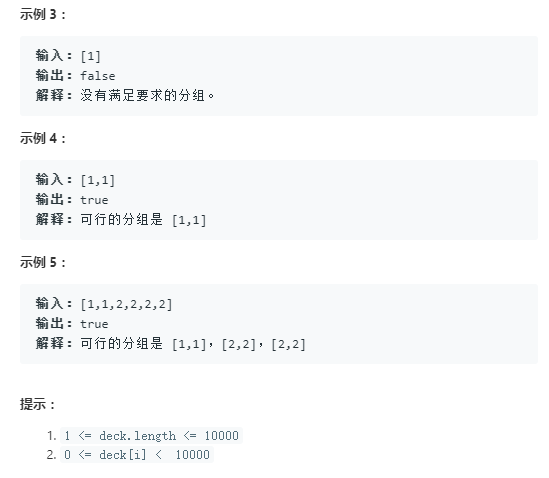 示例 3：
输入：[1]
输出：false
解释：没有满足要求的分组。
示例 4：
输入：[1,1]
输出：true
解释：可行的分组是 [1,1]
示例 5：
输入：[1,1,2,2,2,2]
输出：true
解释：可行的分组是 [1,1]，[2,2]，[2,2]
提示：
1. 1 <= deck.length <= 10000
2. 0 <= deck[i] < 10000